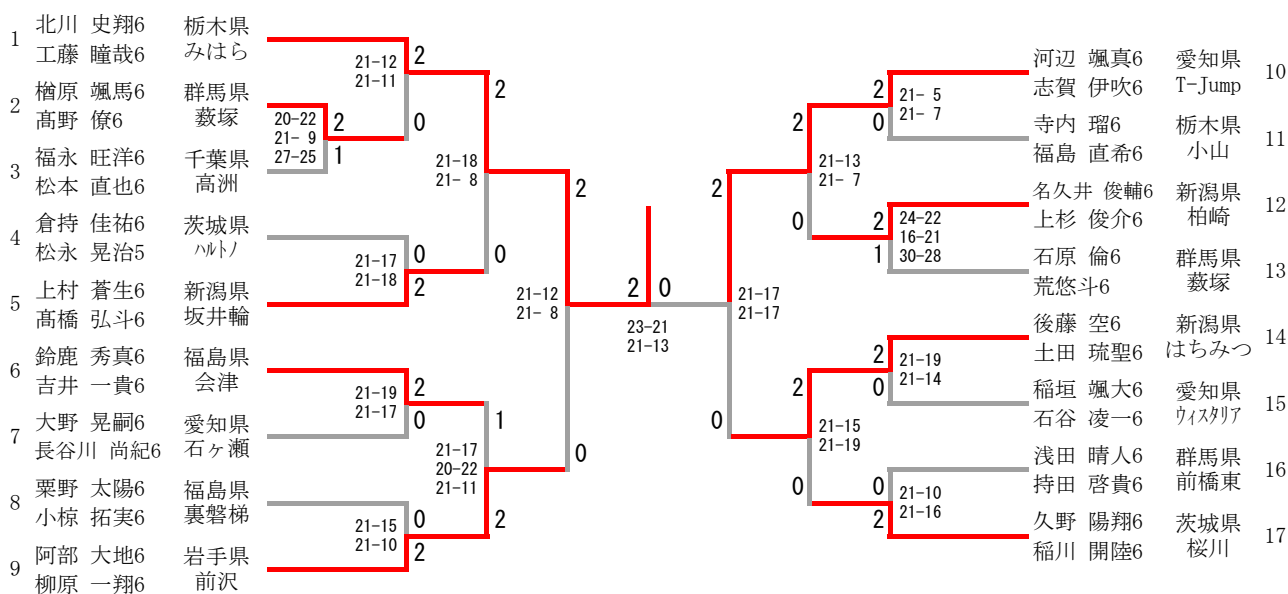 1 北川 史翔6 栃木県
工藤 瞳哉6 みはら
2 楢原 颯馬6 群馬県
髙野 僚6 藪塚
3 福永 旺洋6 千葉県
松本 直也6 高洲
4 倉持 佳祐6 茨城県
松永 晃治5 ﾊﾙﾄﾉ
5 上村 蒼生6 新潟県
髙橋 弘斗6 坂井輪
6 鈴鹿 秀真6 福島県
吉井 一貴6 会津
7 大野 晃嗣6 愛知県
長谷川 尚紀6 石ヶ瀬
8 栗野 太陽6 福島県
小椋 拓実6 裏磐梯
9 阿部 大地6 岩手県
柳原 一翔6 前沢
21-12 2
21-11
0
20-22 2
21- 9
27-25 1
21-18 2
21- 8
0
21-17 0
21-18 2
21-12 2
21- 8
0
21-19 2
21-17 0
21-17 1
20-22
21-11
2
21-15 0
21-10 2
2 0
23-21
21-13
2 21- 5
0 21- 7
2 21-13
21- 7
0
2 24-22
16-21
1 30-28
2 21-17
21-17
0
2 21-19
0 21-14
2 21-15
21-19
0
0 21-10
2 21-16
河辺 颯真6 愛知県 10
志賀 伊吹6 T-Jump
寺内 瑠6 栃木県 11
福島 直希6 小山
名久井 俊輔6 新潟県 12
上杉 俊介6 柏崎
石原 倫6 群馬県 13
荒悠斗6 藪塚
後藤 空6 新潟県 14
土田 琉聖6 はちみつ
稲垣 颯大6 愛知県 15
石谷 凌一6 ｳｨｽﾀﾘｱ
浅田 晴人6 群馬県 16
持田 啓貴6 前橋東
久野 陽翔6 茨城県 17
稲川 開陸6 桜川